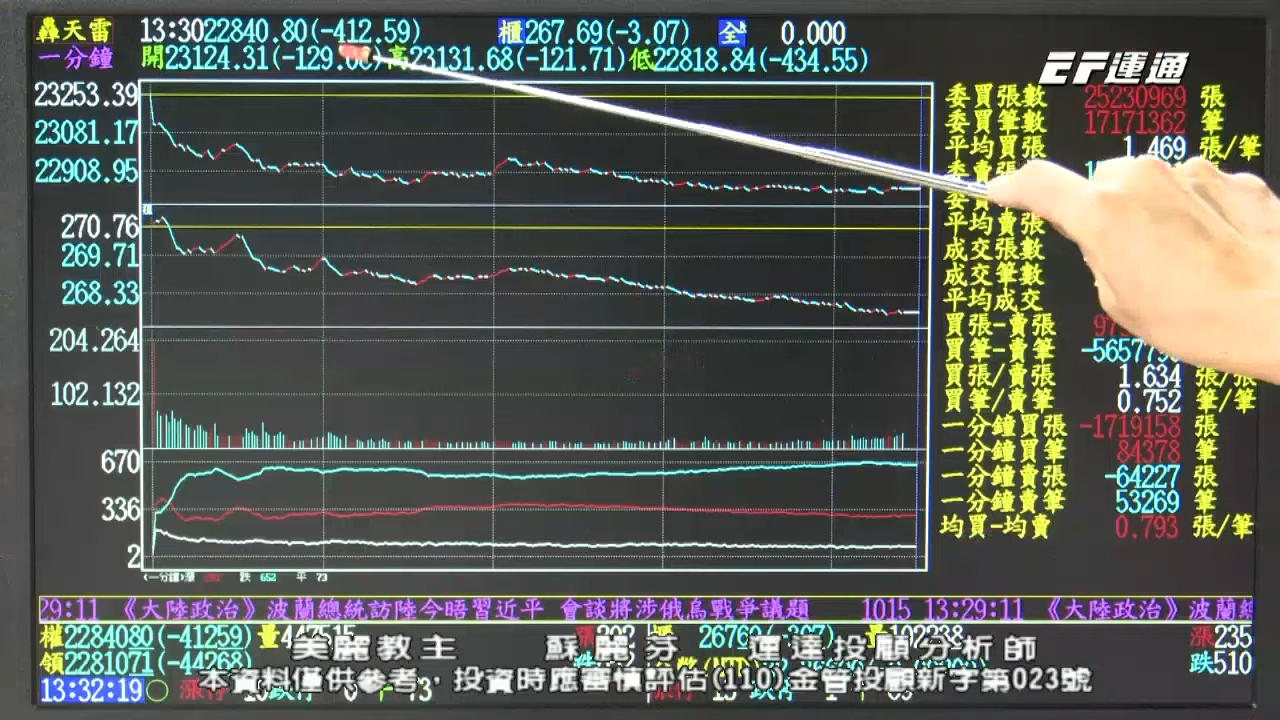 轟天雷 13:30 22840.80(-412.59) 櫃267.69(-3.07) 全 0.000
一分鐘 開23124.31(-129. 高23131.68(-121.71)低22818.84(-434.55)
EF運通
23253.39
23081.17
22908.95
270.76
269.71
268.33
204.264
102.132
670
336
2
委買張數 25230969 張
委買筆數 17171362 筆
平均買張 1.469 張/筆
平均賣張
成交張數
成交筆數
平均成交
買張-賣張
買筆-賣筆
買張/賣張 1.634
買筆/賣筆 0.752 筆/筆
一分鐘買張 -1719158 張
一分鐘買筆 84378 筆
一分鐘賣張 -64227 張
一分鐘賣筆 53269 筆
均買-均賣 0.793 張/筆
(一分鐘)漲 跌 652 平 73
29:11 《大陸政治》波蘭總統訪陸今晤習近平 會談將涉俄烏戰爭議題 1015 13:29:11 《大陸政治》波蘭
權2284080(-41259) 量 漲235
領2281071(-44268) 跌510
美麗教主 蘇麗芬 運達投顧分析師
本資料僅供參考，投資時應審慎評估(110)金管投顧新字第023號
13:32:19